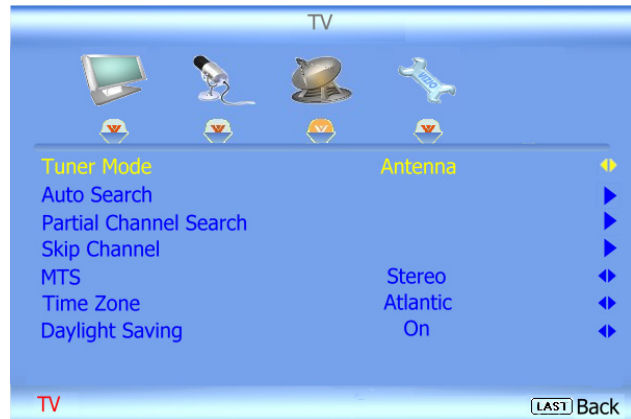 TV
VIZIO
Tuner Mode Antenna
Auto Search
Partial Channel Search
Skip Channel
MTS Stereo
Time Zone Atlantic
Daylight Saving On
TV LAST Back